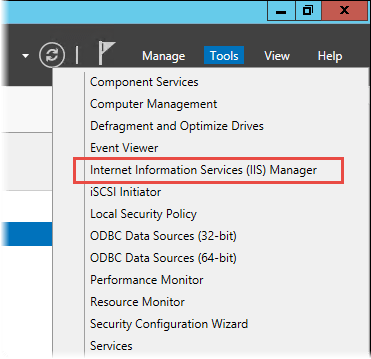 Manage Tools View Help
Component Services
Computer Management
Defragment and Optimize Drives
Event Viewer
Internet Information Services (IIS) Manager
iSCSI Initiator
Local Security Policy
ODBC Data Sources (32-bit)
ODBC Data Sources (64-bit)
Performance Monitor
Resource Monitor
Security Configuration Wizard
Services